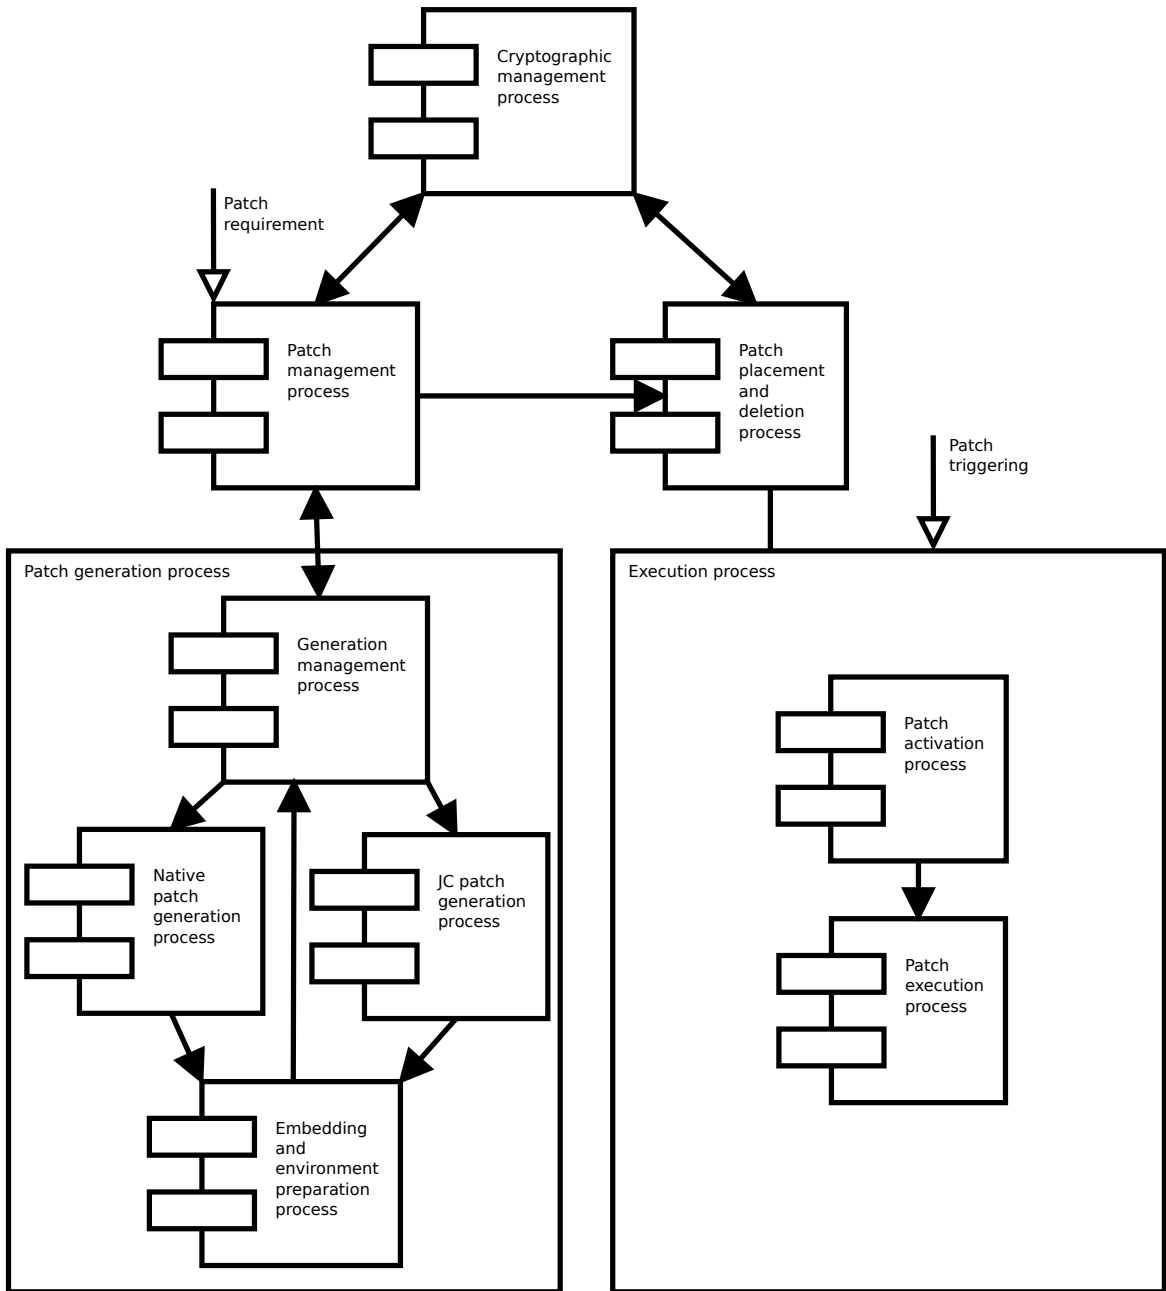 Cryptographic
management
process
Patch
requirement
Patch
management
process
Patch
placement
and
deletion
process
Patch
triggering
Patch generation process
Execution process
Generation
management
process
Patch
activation
process
Native
patch
generation
process
JC patch
generation
process
Patch
execution
process
Embedding
and
environment
preparation
process